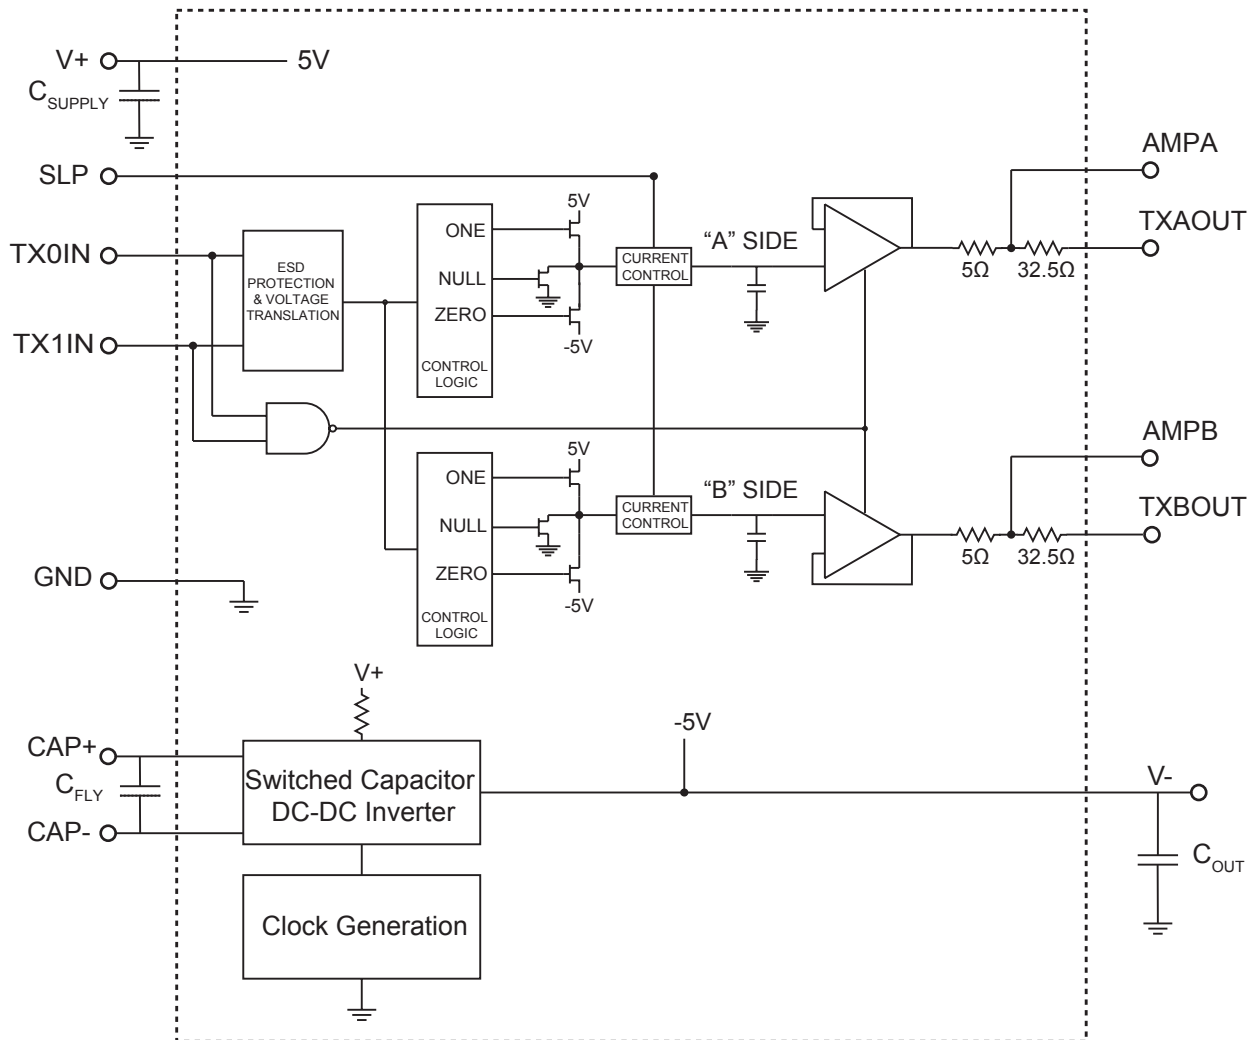 V+
5V
CSUPPLY
SLP
AMPA
TX0IN
TXAOUT
ESD
PROTECTION
& VOLTAGE
TRANSLATION
ONE
NULL
ZERO
CONTROL
LOGIC
5V
-5V
CURRENT
CONTROL
“A” SIDE
5Ω
32.5Ω
TX1IN
AMPB
TXBOUT
ONE
NULL
ZERO
CONTROL
LOGIC
5V
-5V
CURRENT
CONTROL
“B” SIDE
5Ω
32.5Ω
GND
V+
CAP+
CFLY
CAP-
Switched Capacitor
DC-DC Inverter
-5V
V-
COUT
Clock Generation